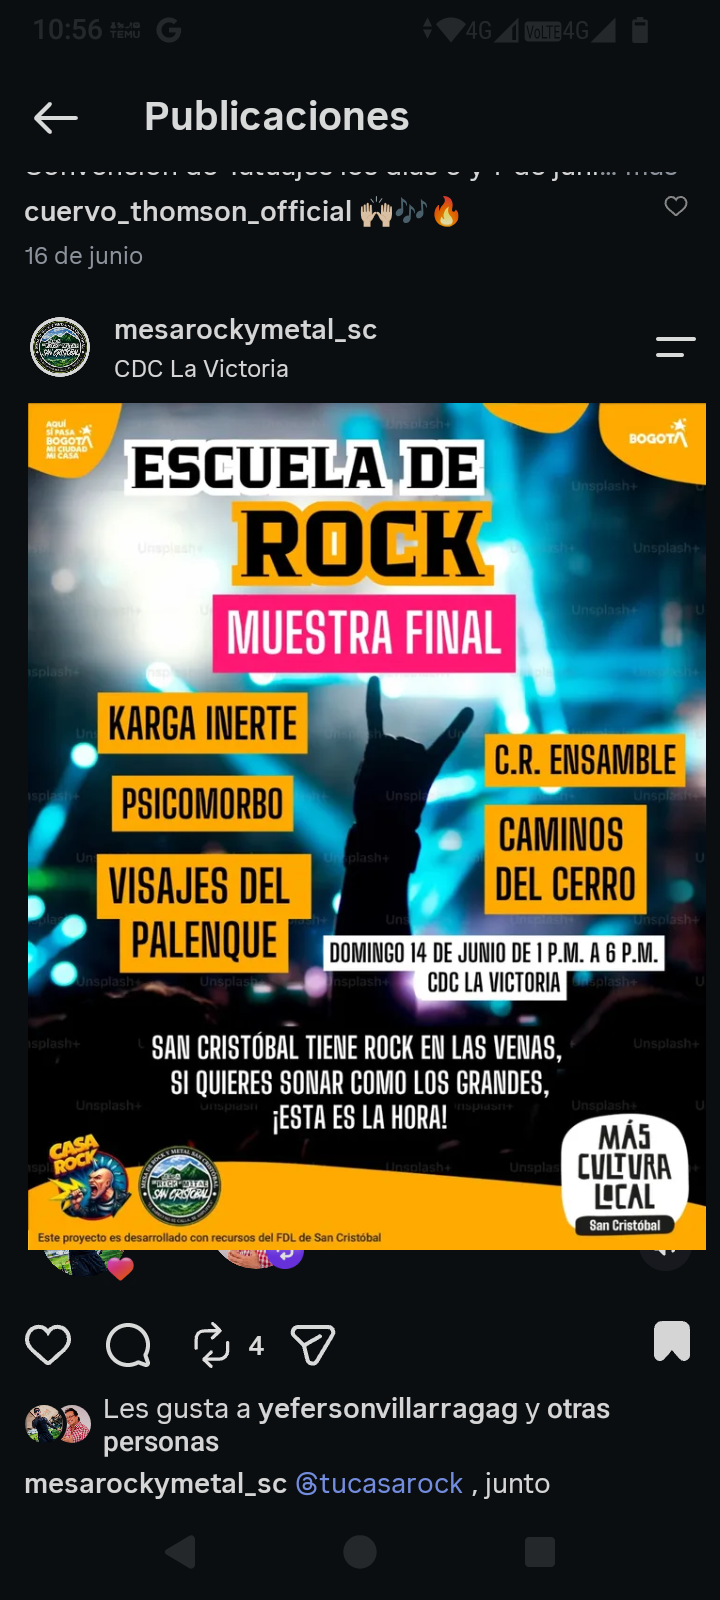 10:56 TEMU G 4G VoLTE 4G
Publicaciones
cuervo_thomson_official 🙌🏼🎶🔥
16 de junio
mesarockymetal_sc
CDC La Victoria
AQUÍ
SÍ PASA
BOGOTÁ
MI CIUDAD
MI CASA
BOGOTÁ
ESCUELA DE
ROCK
MUESTRA FINAL
KARGA INERTE
PSICOMORBO
VISAJES DEL
PALENQUE
C.R. ENSAMBLE
CAMINOS
DEL CERRO
DOMINGO 14 DE JUNIO DE 1 P.M. A 6 P.M.
CDC LA VICTORIA
SAN CRISTÓBAL TIENE ROCK EN LAS VENAS,
SI QUIERES SONAR COMO LOS GRANDES,
¡ESTA ES LA HORA!
CASA
ROCK
SAN CRISTOBAL
MÁS
CULTURA
LOCAL
San Cristóbal
Este proyecto es desarrollado con recursos del FDL de San Cristóbal
Unsplash+
4
Les gusta a yefersonvillarragag y otras
personas
mesarockymetal_sc @tucasarock , junto